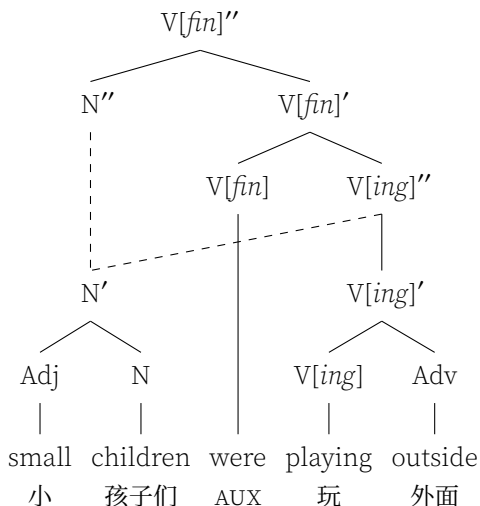 V[fin]″
N″ V[fin]′
V[fin] V[ing]″
N′ V[ing]′
Adj N V[ing] Adv
small children were playing outside
小 孩子们 AUX 玩 外面